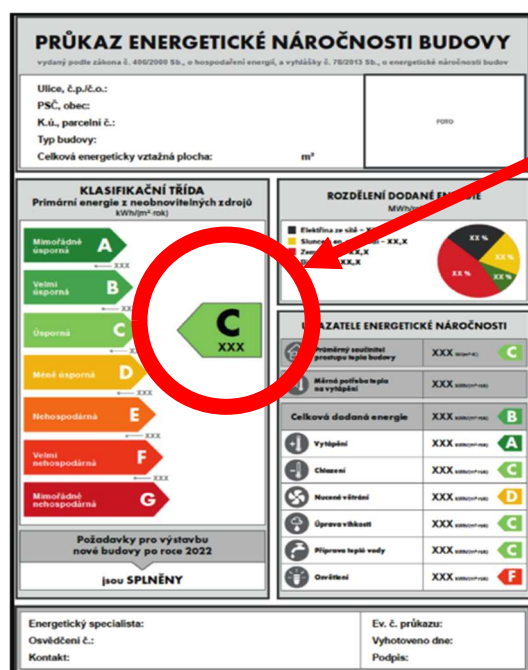 PRŮKAZ ENERGETICKÉ NÁROČNOSTI BUDOVY
vydaný podle zákona č. 406/2000 Sb., o hospodaření energií, a vyhlášky č. 78/2013 Sb., o energetické náročnosti budov
Ulice, č.p./č.o.:
PSČ, obec:
K.ú., parcelní č.:
Typ budovy:
Celková energeticky vztažná plocha: m²
FOTO
KLASIFIKAČNÍ TŘÍDA
Primární energie z neobnovitelných zdrojů
kWh/(m²·rok)
Mimořádně úsporná A
XXX
Velmi úsporná B
XX
Úsporná C
Méně úsporná D
Nehospodárná E
XXX
Velmi nehospodárná F
XXX
Mimořádně nehospodárná G
C
XXX
Požadavky pro výstavbu
nové budovy po roce 2022
jsou SPLNĚNY
ROZDĚLENÍ DODANÉ
MWh/
Elektřina ze sítě – X
XX,X
XX,X
XX,X
XX %
XX %
XX %
XX %
UKAZATELE ENERGETICKÉ NÁROČNOSTI
Průměrný součinitel prostupu tepla budovy XXX C
Měrná potřeba tepla na vytápění XXX
Celková dodaná energie XXX B
Vytápění XXX A
Chlazení XXX C
Nucené větrání XXX D
Úprava vlhkosti XXX C
Příprava teplé vody XXX C
Osvětlení XXX F
Energetický specialista:
Osvědčení č.:
Kontakt:
Ev. č. průkazu:
Vyhotoveno dne:
Podpis: